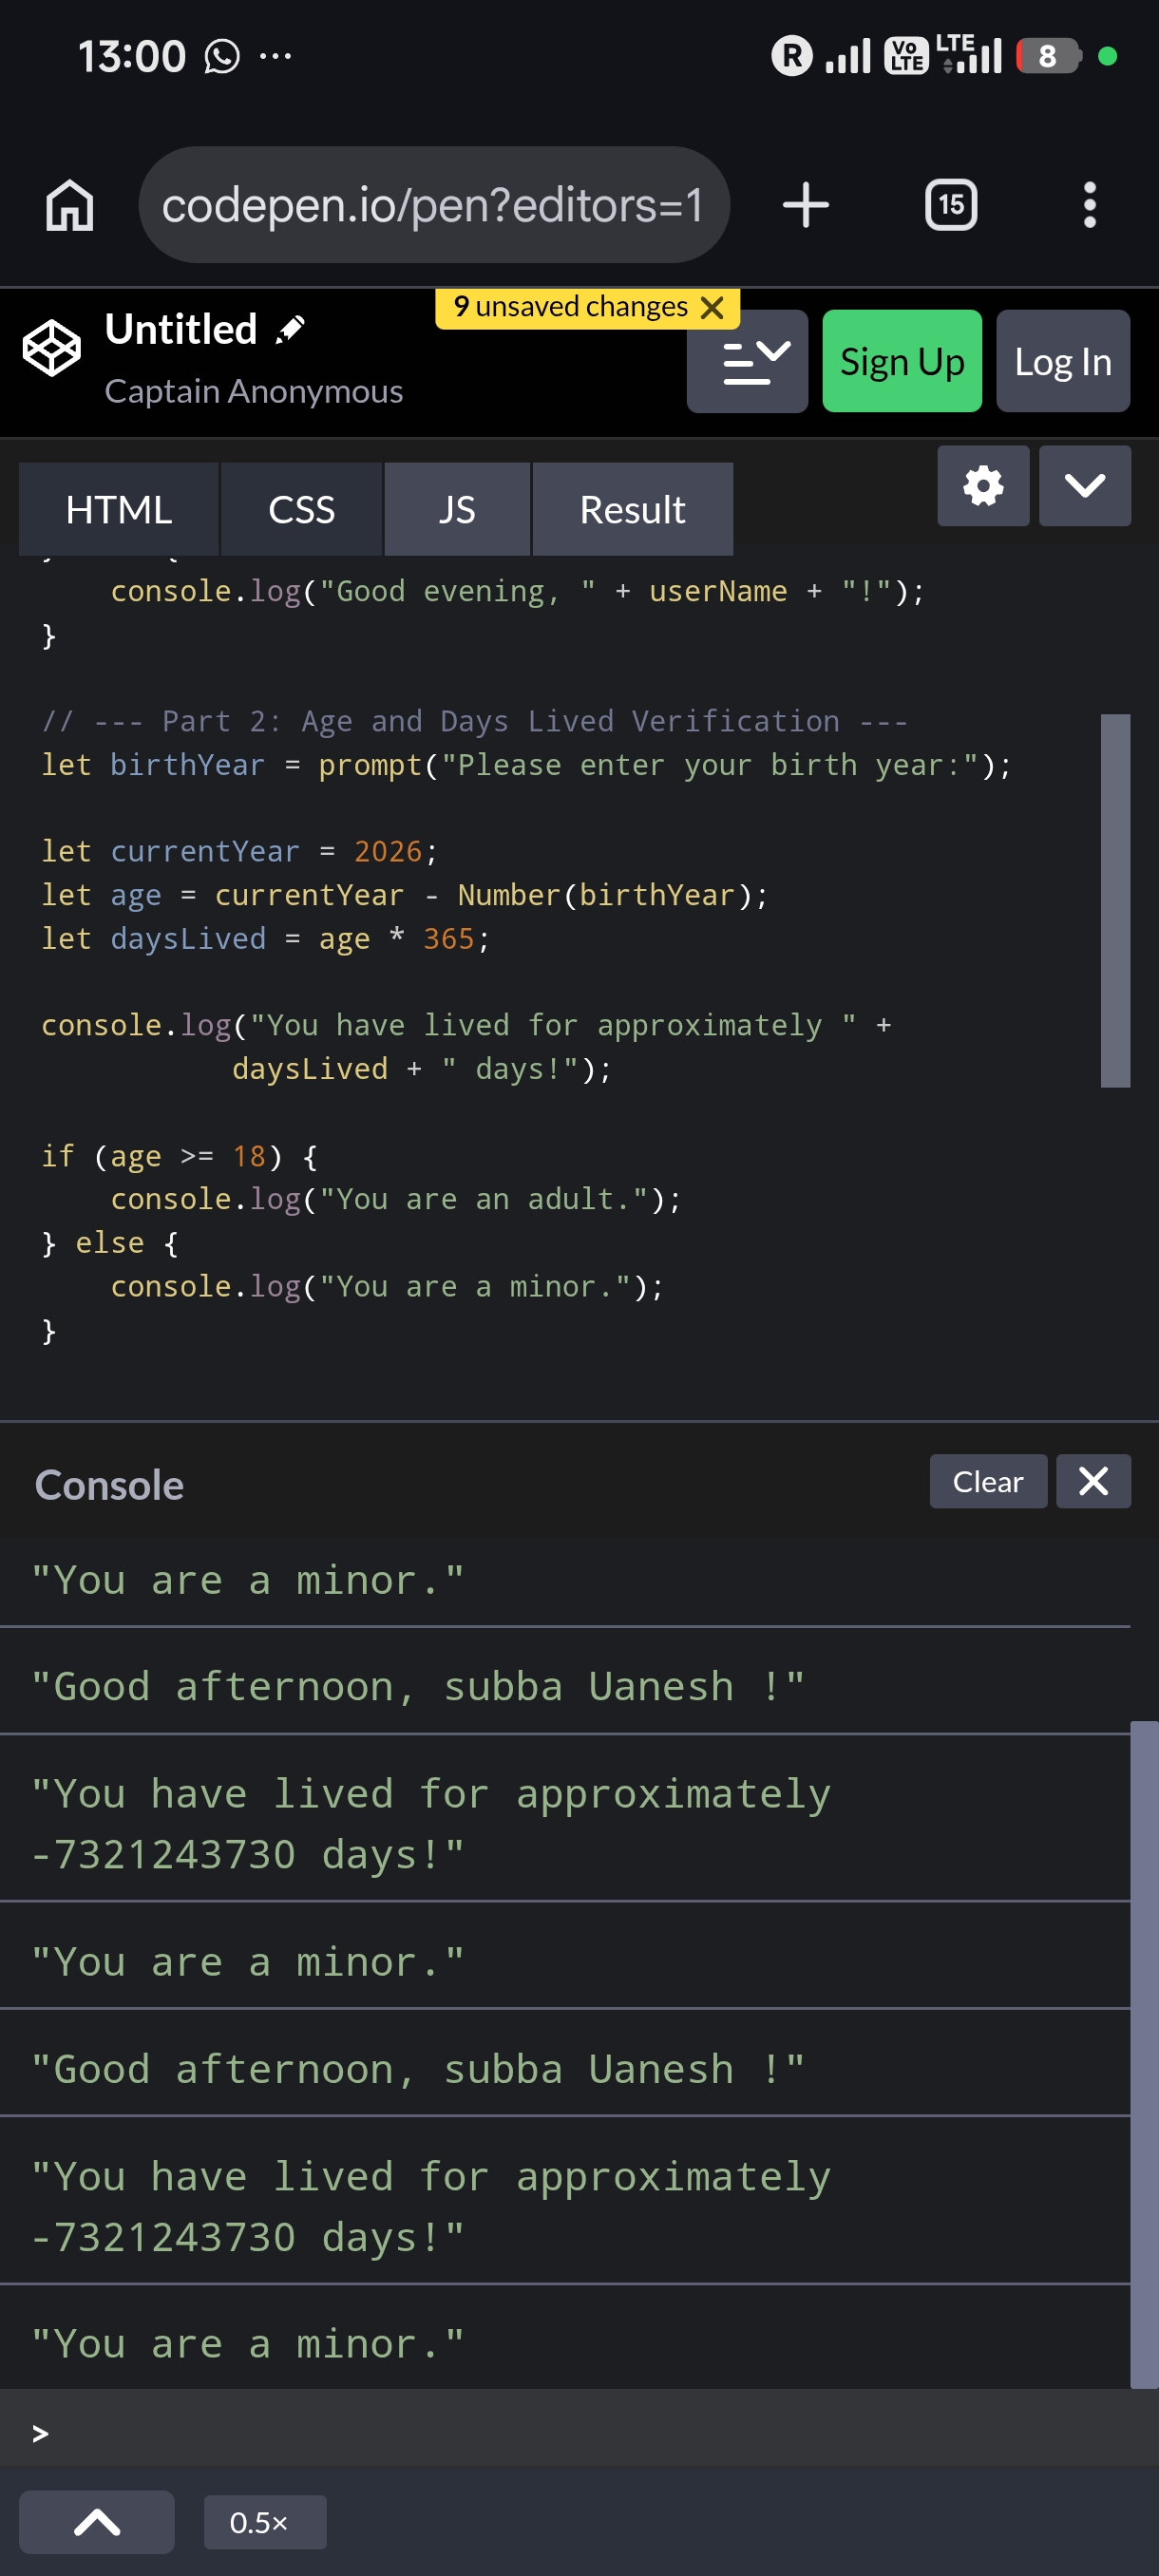 13:00 ...
R Vo LTE LTE 8
codepen.io/pen?editors=1
15
9 unsaved changes
Untitled
Captain Anonymous
Sign Up
Log In
HTML CSS JS Result
console.log("Good evening, " + userName + "!");
}
// --- Part 2: Age and Days Lived Verification ---
let birthYear = prompt("Please enter your birth year:");
let currentYear = 2026;
let age = currentYear - Number(birthYear);
let daysLived = age * 365;
console.log("You have lived for approximately " +
daysLived + " days!");
if (age >= 18) {
console.log("You are an adult.");
} else {
console.log("You are a minor.");
}
Console Clear
"You are a minor."
"Good afternoon, subba Uanesh !"
"You have lived for approximately
-7321243730 days!"
"You are a minor."
"Good afternoon, subba Uanesh !"
"You have lived for approximately
-7321243730 days!"
"You are a minor."
>
0.5×